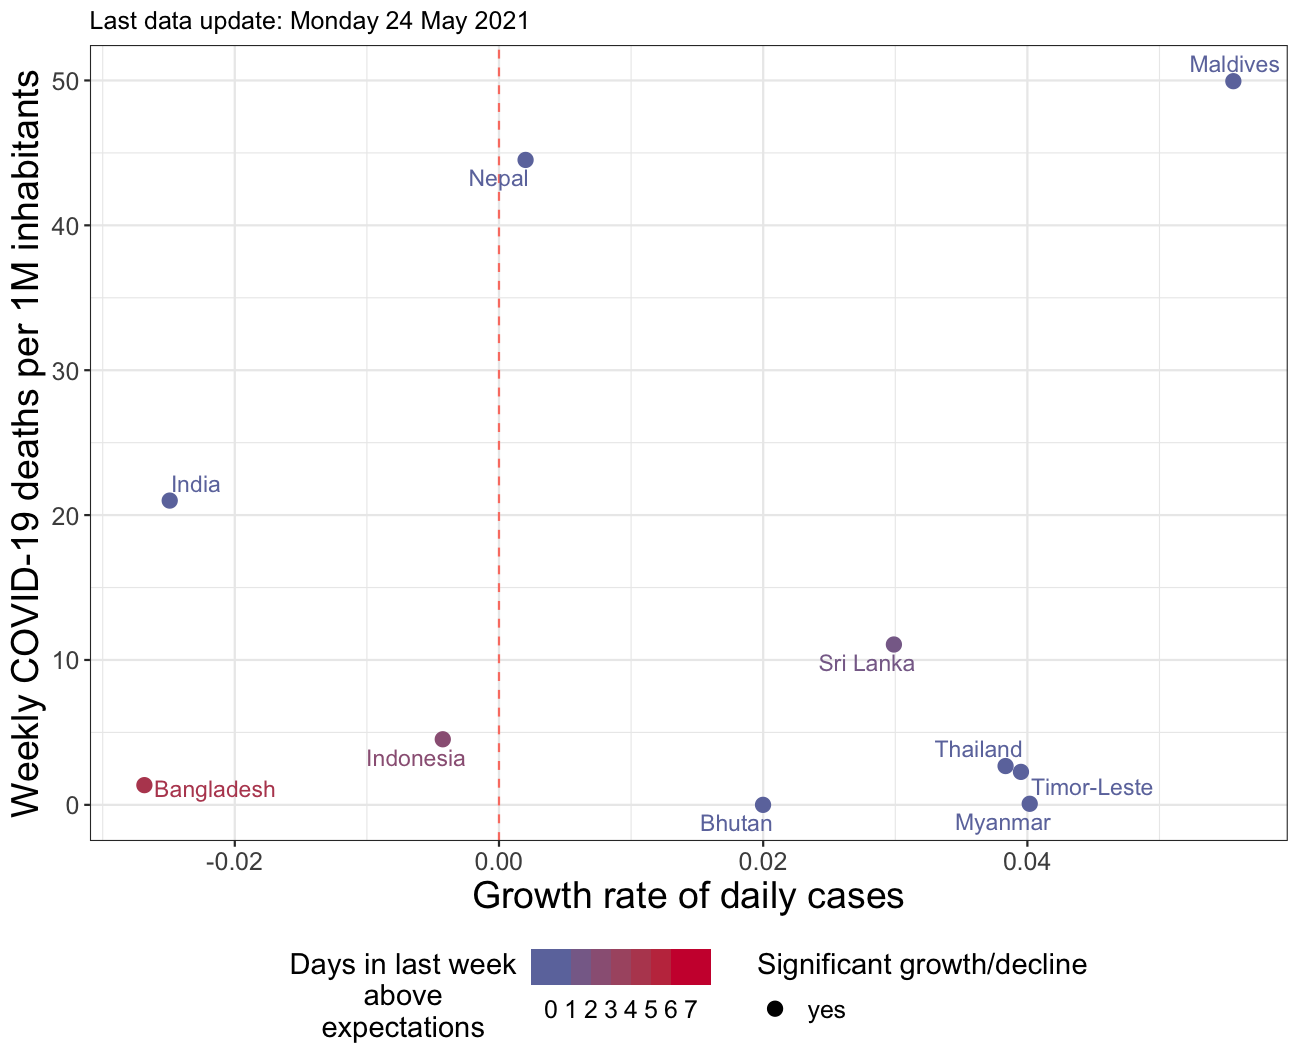 Last data update: Monday 24 May 2021
Weekly COVID-19 deaths per 1M inhabitants
50
40
30
20
10
0
Maldives
Nepal
India
Sri Lanka
Indonesia
Thailand
Bangladesh
Timor-Leste
Bhutan
Myanmar
-0.02 0.00 0.02 0.04
Growth rate of daily cases
Days in last week
above
expectations
0 1 2 3 4 5 6 7
Significant growth/decline
yes